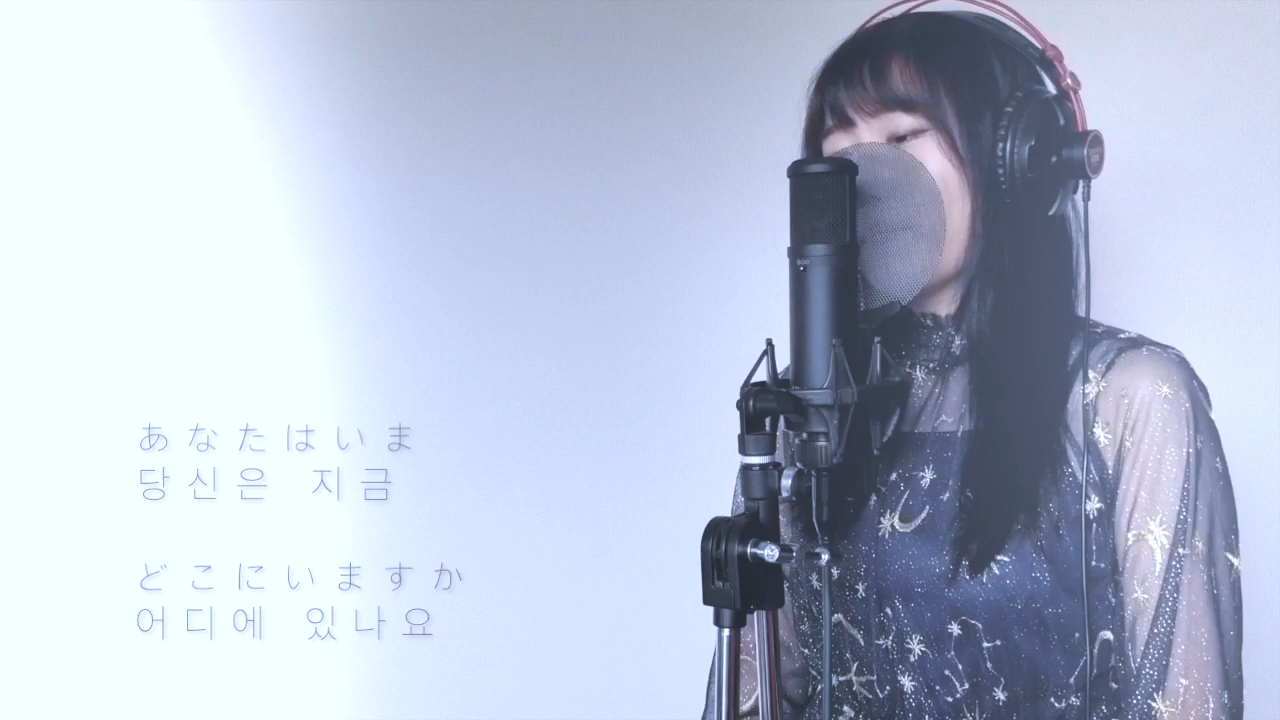 あなたはいま
당신은 지금
どこにいますか
어디에 있나요